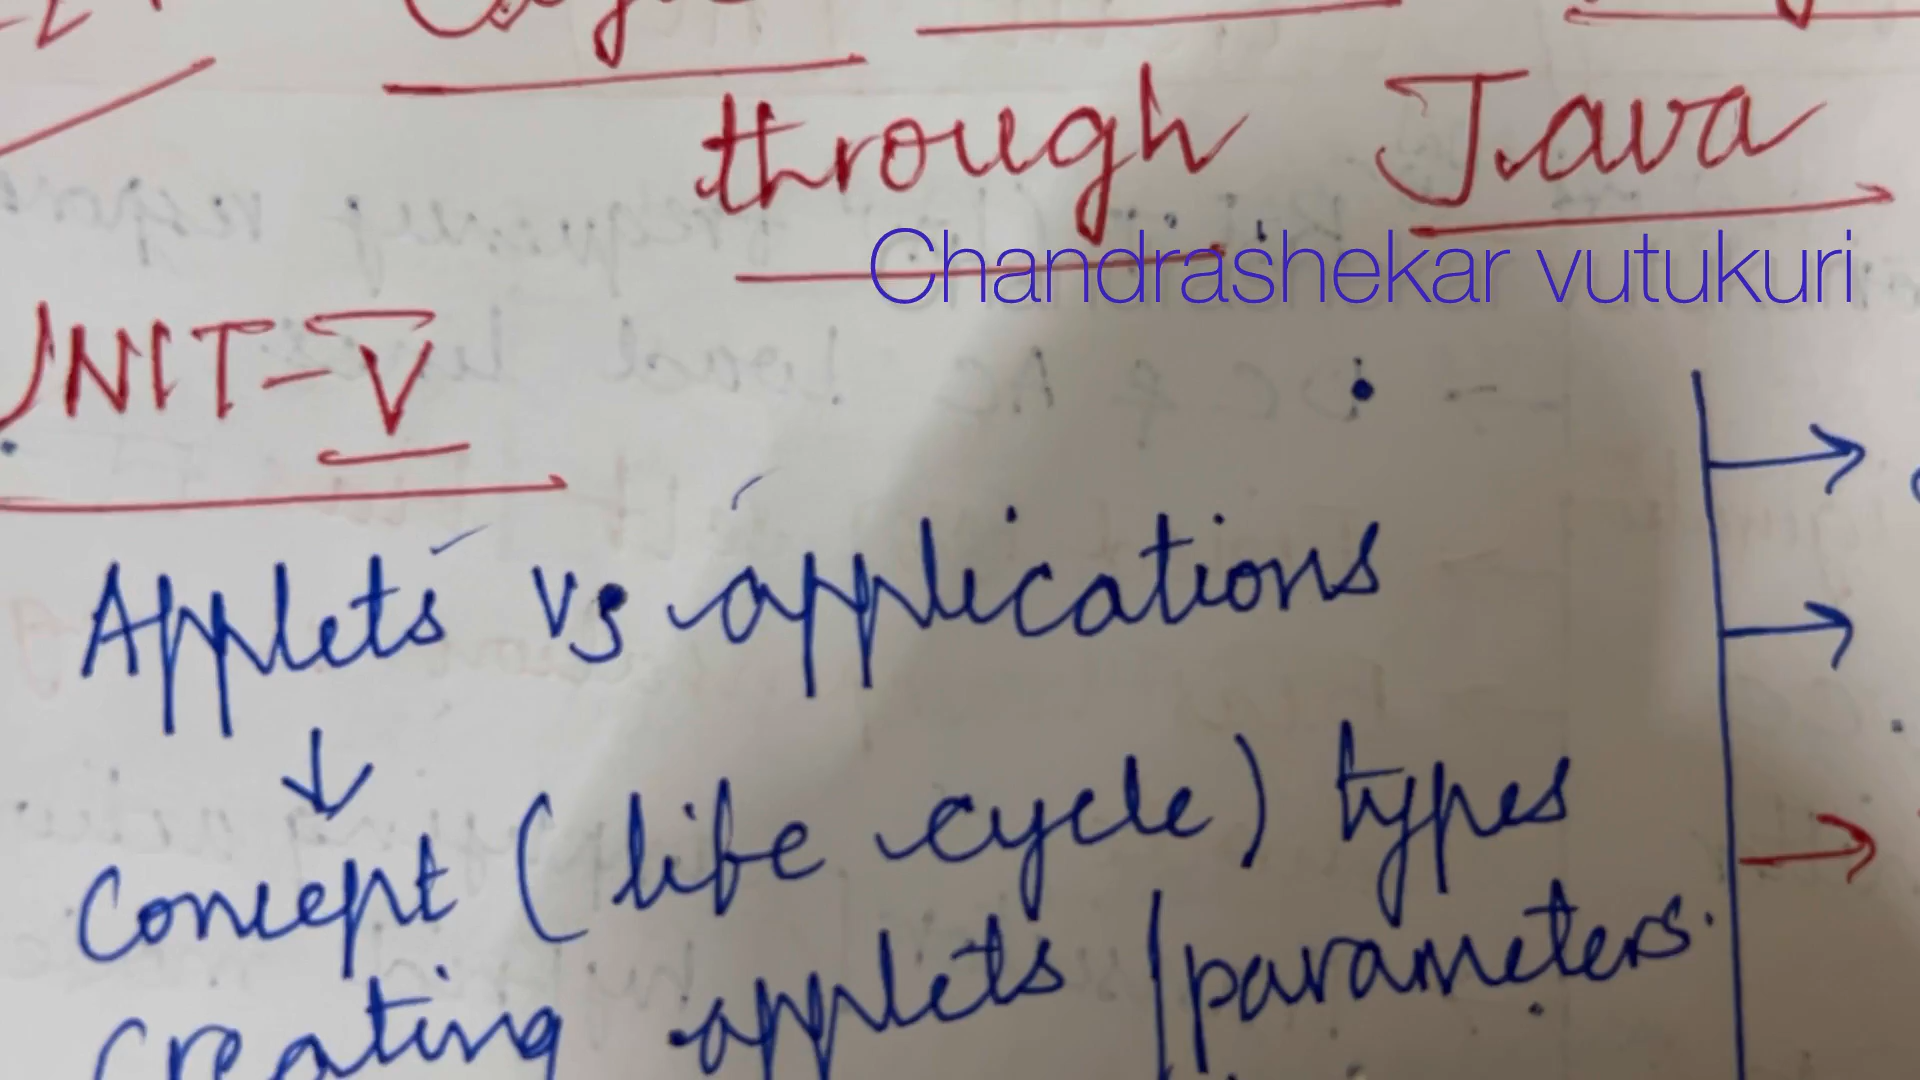 through Java
Chandrashekar vutukuri
UNIT-V
Applets vs applications
Concept (life cycle) types
creating applets / parameters.